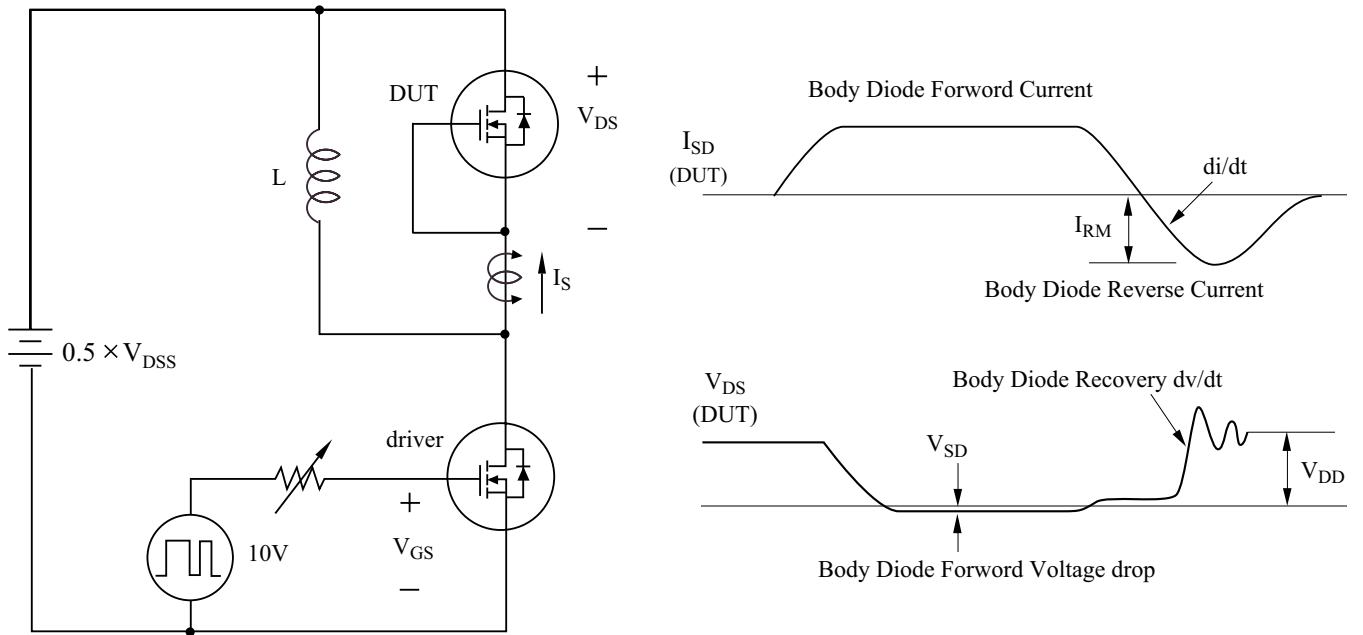 DUT
+
V_DS
−
L
I_S
0.5 × V_DSS
driver
+
V_GS
−
10V
Body Diode Forword Current
I_SD
(DUT)
di/dt
I_RM
Body Diode Reverse Current
V_DS
(DUT)
Body Diode Recovery dv/dt
V_SD
V_DD
Body Diode Forword Voltage drop